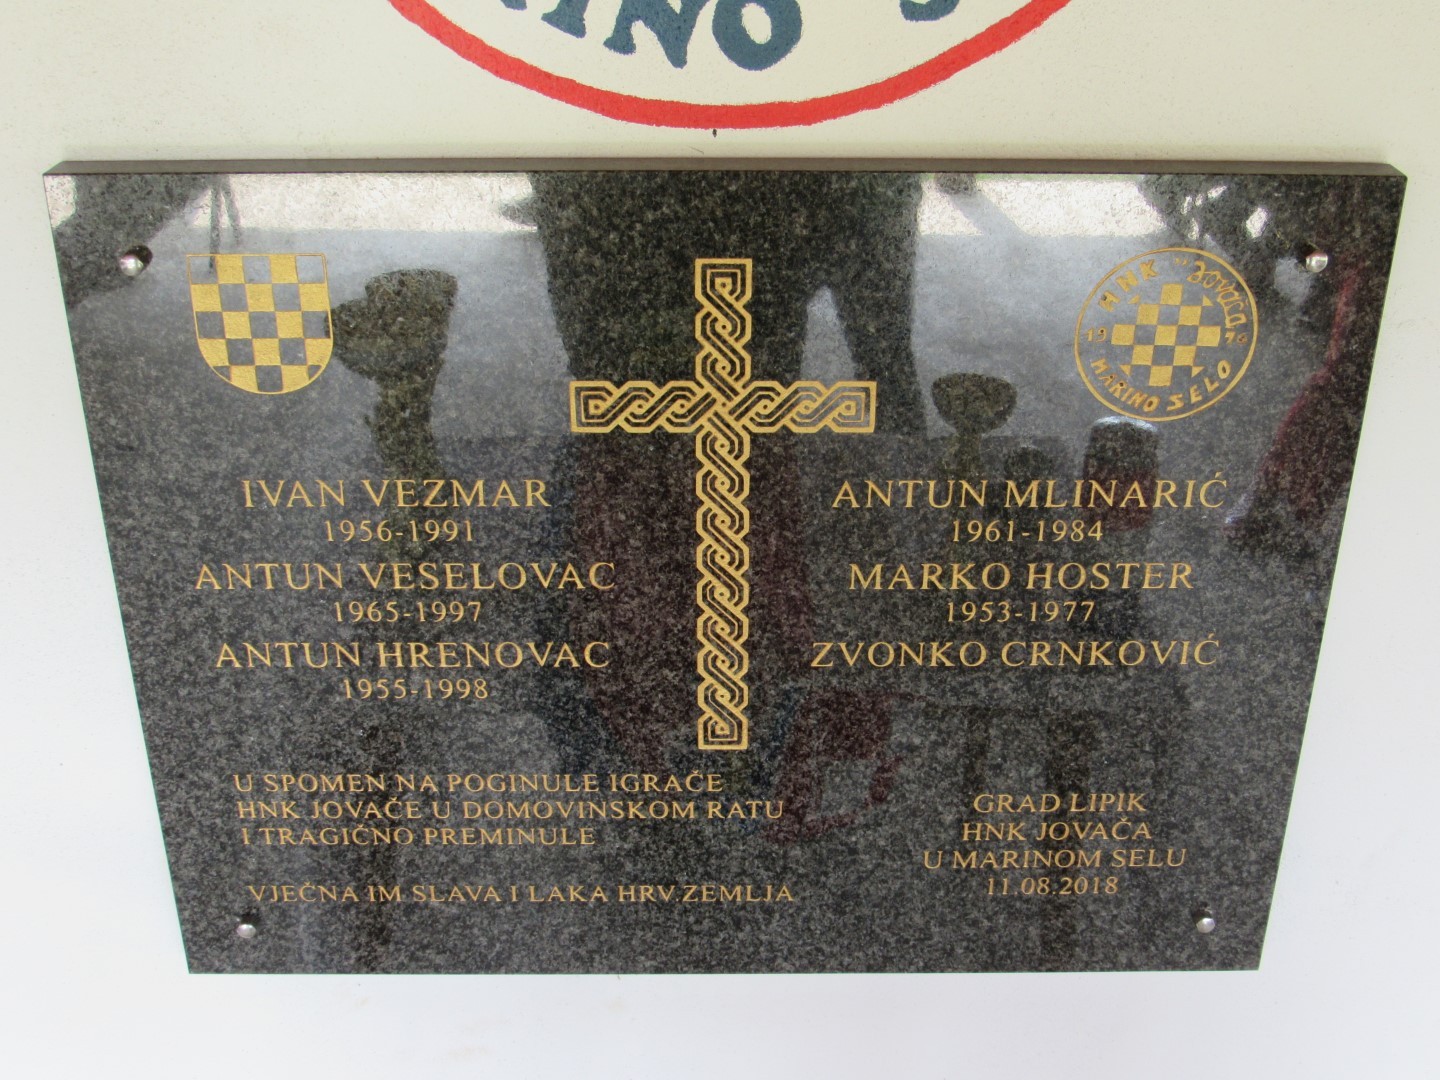 INO S
HNK "Jovača"
1976
MARINO SELO
IVAN VEZMAR
1956-1991
ANTUN VESELOVAC
1965-1997
ANTUN HRENOVAC
1955-1998
ANTUN MLINARIĆ
1961-1984
MARKO HOSTER
1953-1977
ZVONKO CRNKOVIĆ
U SPOMEN NA POGINULE IGRAČE
HNK JOVAČE U DOMOVINSKOM RATU
I TRAGIČNO PREMINULE
VJEČNA IM SLAVA I LAKA HRV.ZEMLJA
GRAD LIPIK
HNK JOVAČA
U MARINOM SELU
11.08.2018